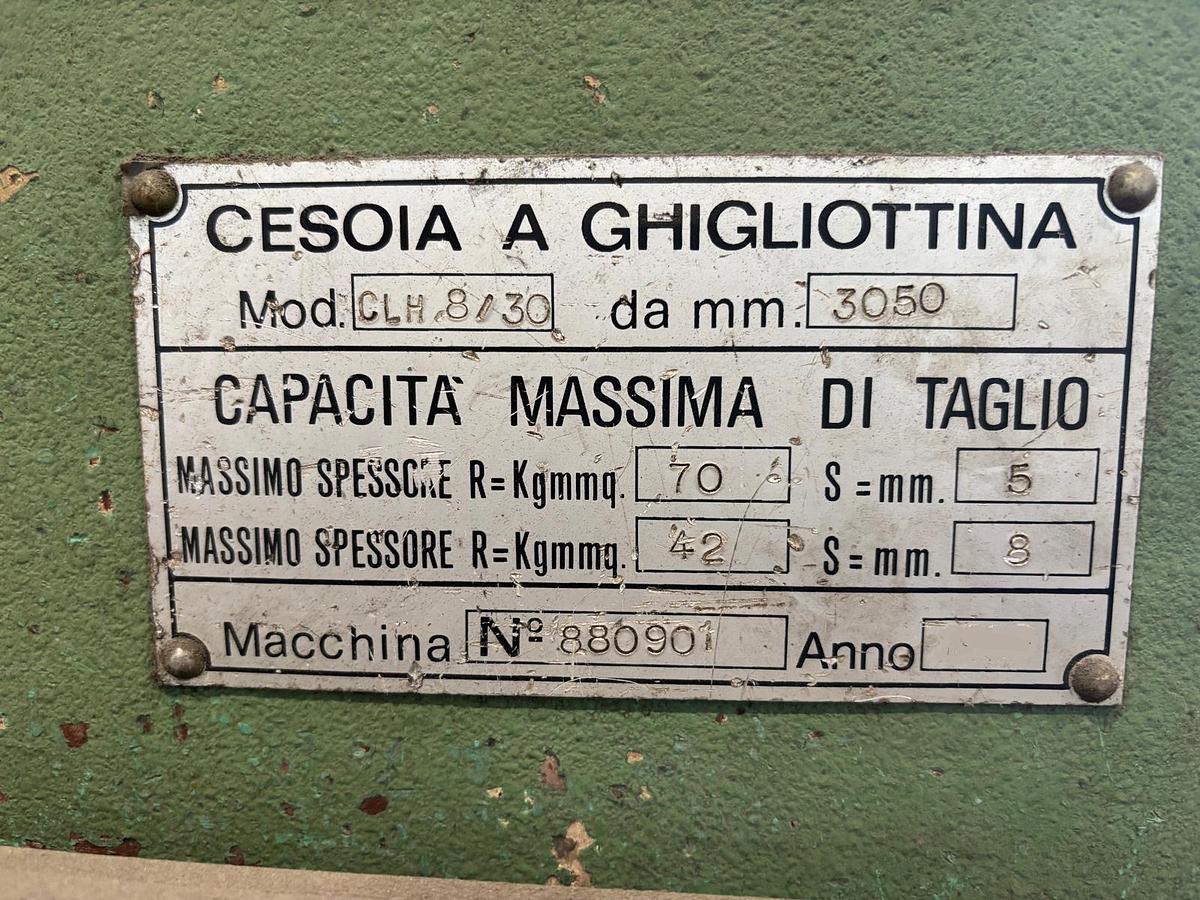 CESOIA A GHIGLIOTTINA
Mod. CLH.8/30 da mm. 3050
CAPACITÀ MASSIMA DI TAGLIO
MASSIMO SPESSORE R=Kgmmq. 70 S=mm. 5
MASSIMO SPESSORE R=Kgmmq. 42 S=mm. 8
Macchina Nº 880901 Anno